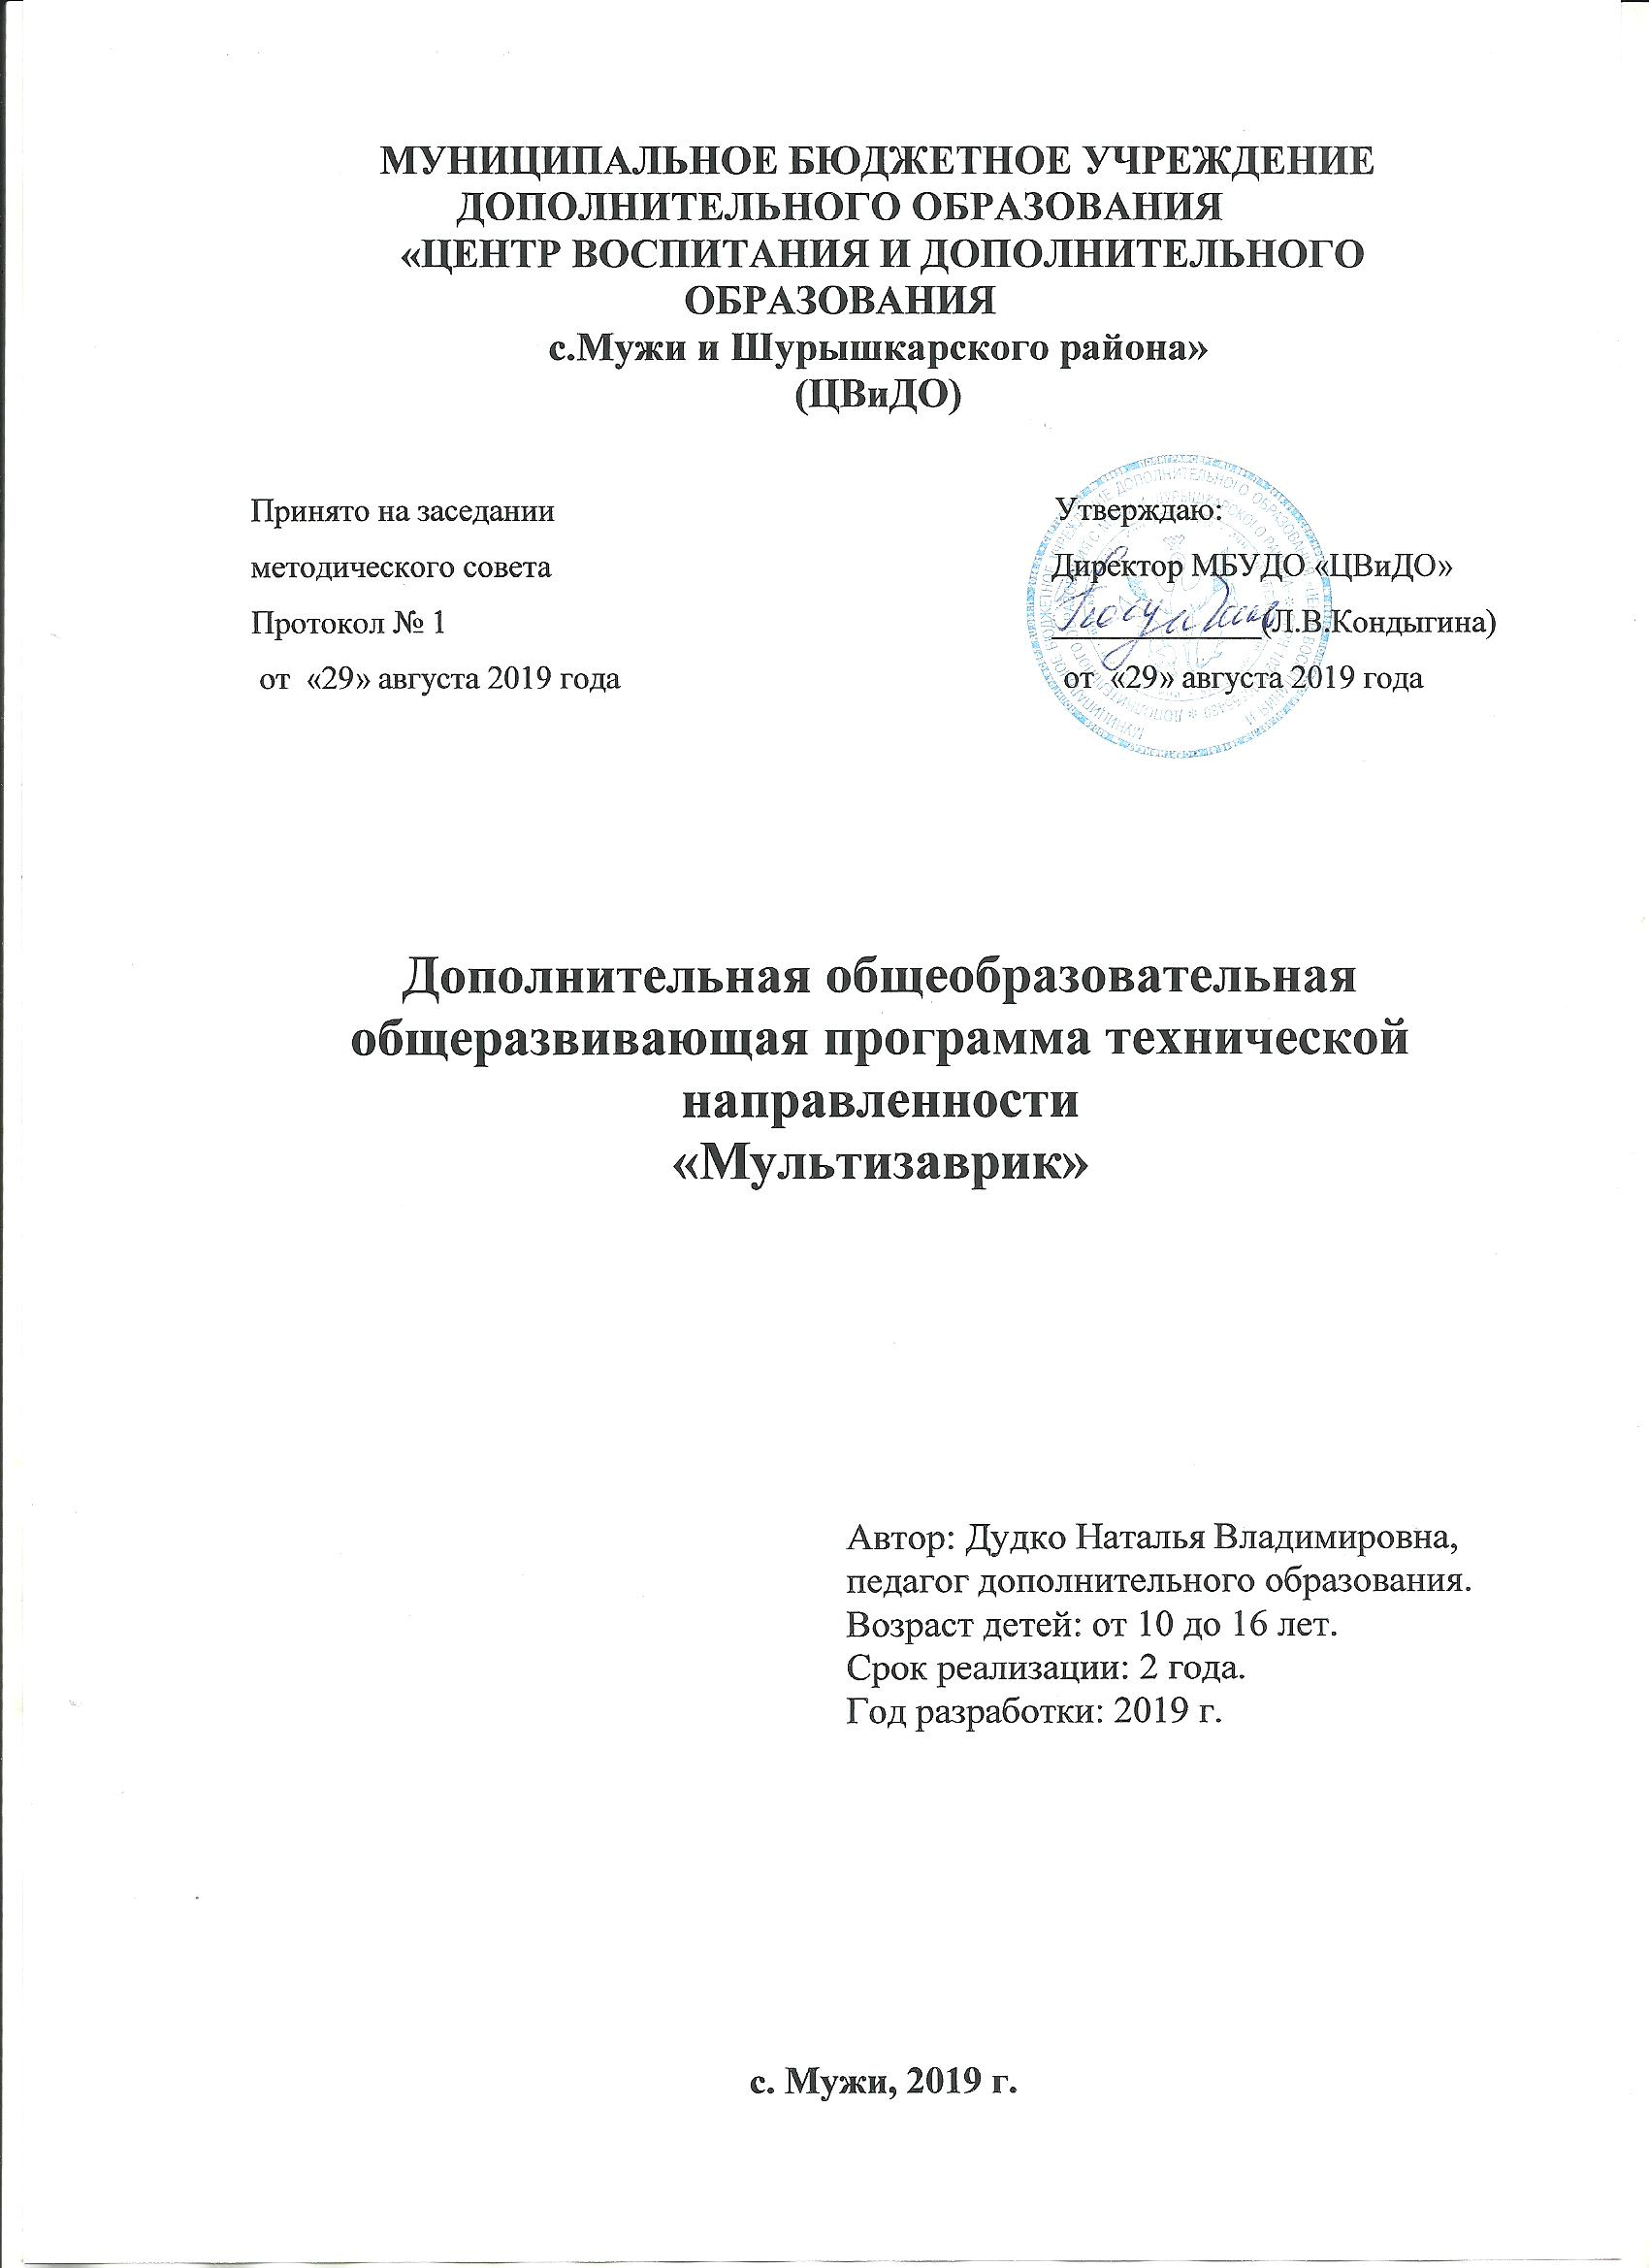 МУНИЦИПАЛЬНОЕ БЮДЖЕТНОЕ УЧРЕЖДЕНИЕ
ДОПОЛНИТЕЛЬНОГО ОБРАЗОВАНИЯ
«ЦЕНТР ВОСПИТАНИЯ И ДОПОЛНИТЕЛЬНОГО
ОБРАЗОВАНИЯ
с.Мужи и Шурышкарского района»
(ЦВиДО)
Принято на заседании
методического совета
Протокол № 1
от «29» августа 2019 года
Утверждаю:
Директор МБУДО «ЦВиДО»
(Л.В.Кондыгина)
от «29» августа 2019 года
Дополнительная общеобразовательная
общеразвивающая программа технической
направленности
«Мультизаврик»
Автор: Дудко Наталья Владимировна,
педагог дополнительного образования.
Возраст детей: от 10 до 16 лет.
Срок реализации: 2 года.
Год разработки: 2019 г.
с. Мужи, 2019 г.